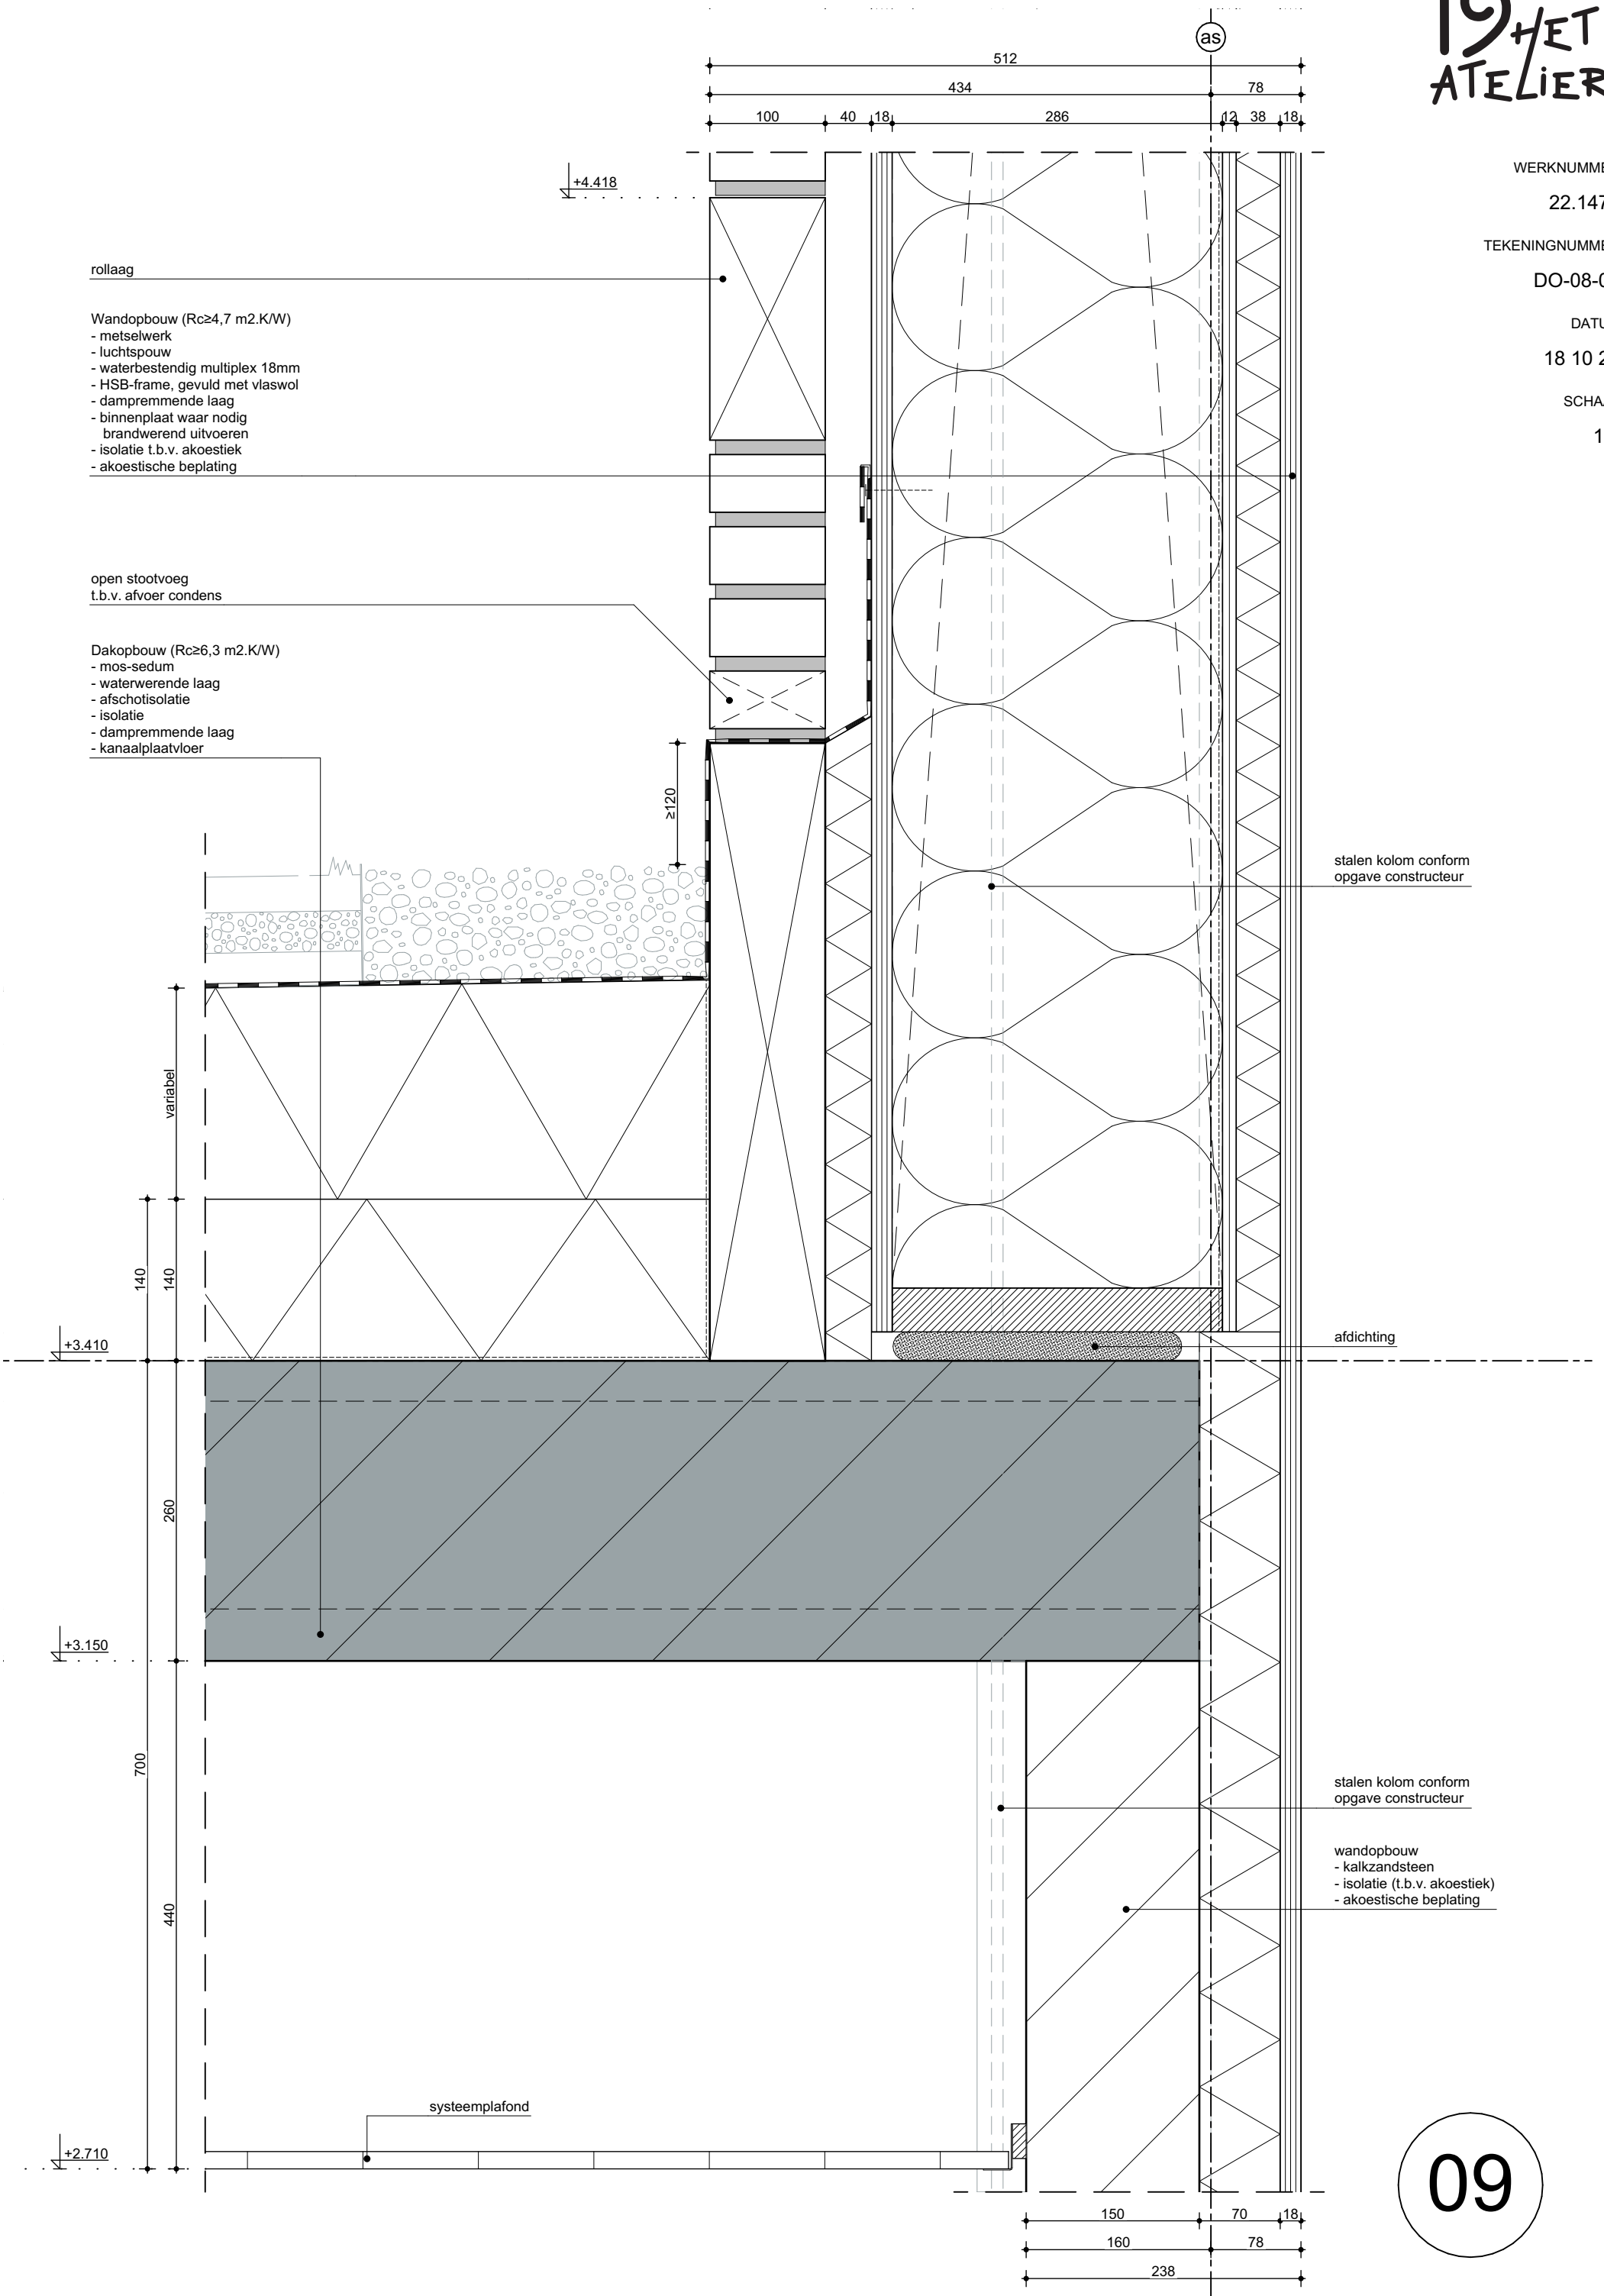 19 HET
ATELIER
as
512
434
78
100
40
18
286
12
38
18
WERKNUMME
22.147
TEKENINGNUMME
DO-08-0
DATU
18 10 2
SCHA
1
+4.418
rollaag
Wandopbouw (Rc≥4,7 m2.K/W)
- metselwerk
- luchtspouw
- waterbestendig multiplex 18mm
- HSB-frame, gevuld met vlaswol
- dampremmende laag
- binnenplaat waar nodig
brandwerend uitvoeren
- isolatie t.b.v. akoestiek
- akoestische beplating
open stootvoeg
t.b.v. afvoer condens
Dakopbouw (Rc≥6,3 m2.K/W)
- mos-sedum
- waterwerende laag
- afschotisolatie
- isolatie
- dampremmende laag
- kanaalplaatvloer
≥120
stalen kolom conform
opgave constructeur
variabel
140
140
+3.410
afdichting
260
+3.150
700
440
stalen kolom conform
opgave constructeur
wandopbouw
- kalkzandsteen
- isolatie (t.b.v. akoestiek)
- akoestische beplating
systeemplafond
+2.710
09
150
70
18
160
78
238